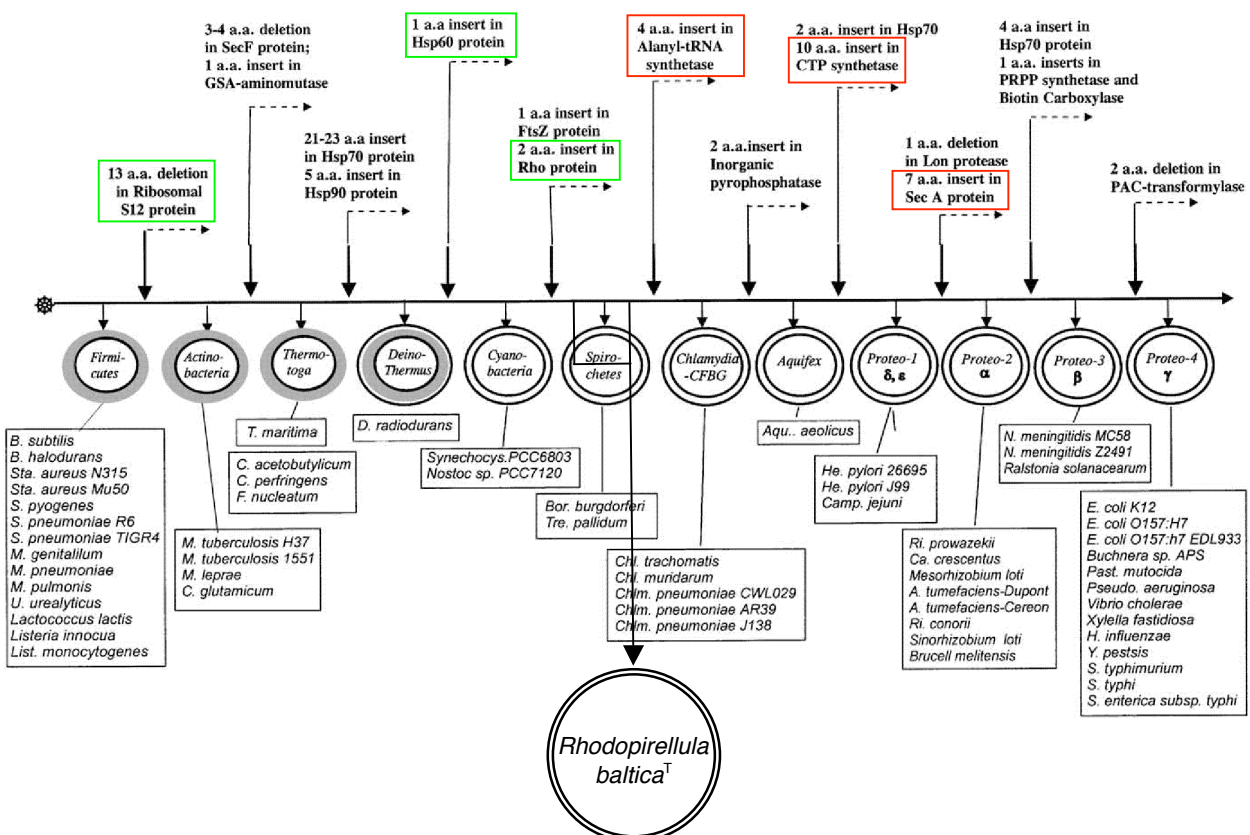 3-4 a.a. deletion
in SecF protein;
1 a.a. insert in
GSA-aminomutase
1 a.a insert in
Hsp60 protein
4 a.a. insert in
Alanyl-tRNA
synthetase
2 a.a. insert in Hsp70
10 a.a. insert in
CTP synthetase
4 a.a. insert in
Hsp70 protein
1 a.a. inserts in
PRPP synthetase and
Biotin Carboxylase
13 a.a. deletion
in Ribosomal
S12 protein
21-23 a.a insert
in Hsp70 protein
5 a.a. insert in
Hsp90 protein
1 a.a insert in
FtsZ protein
2 a.a. insert in
Rho protein
2 a.a.insert in
Inorganic
pyrophosphatase
1 a.a. deletion
in Lon protease
7 a.a. insert in
Sec A protein
2 a.a. deletion in
PAC-transformylase
Firmi-
cutes
Actino-
bacteria
Thermo-
toga
Deino-
Thermus
Cyano-
bacteria
Spiro-
chetes
Chlamydia
-CFBG
Aquifex
Proteo-1
δ, ε
Proteo-2
α
Proteo-3
β
Proteo-4
γ
B. subtilis
B. halodurans
Sta. aureus N315
Sta. aureus Mu50
S. pyogenes
S. pneumoniae R6
S. pneumoniae TIGR4
M. genitalilum
M. pneumoniae
M. pulmonis
U. urealyticus
Lactococcus lactis
Listeria innocua
List. monocytogenes
M. tuberculosis H37
M. tuberculosis 1551
M. leprae
C. glutamicum
T. maritima
C. acetobutylicum
C. perfringens
F. nucleatum
D. radiodurans
Synechocys.PCC6803
Nostoc sp. PCC7120
Bor. burgdorferi
Tre. pallidum
Chl. trachomatis
Chl. muridarum
Chlm. pneumoniae CWL029
Chlm. pneumoniae AR39
Chlm. pneumoniae J138
Aqu.. aeolicus
He. pylori 26695
He. pylori J99
Camp. jejuni
Ri. prowazekii
Ca. crescentus
Mesorhizobium loti
A. tumefaciens-Dupont
A. tumefaciens-Cereon
Ri. conorii
Sinorhizobium loti
Brucell melitensis
N. meningitidis MC58
N. meningitidis Z2491
Ralstonia solanacearum
E. coli K12
E. coli O157:H7
E. coli O157:h7 EDL933
Buchnera sp. APS
Past. mutocida
Pseudo. aeruginosa
Vibrio cholerae
Xylella fastidiosa
H. influenzae
Y. pestsis
S. typhimurium
S. typhi
S. enterica subsp. typhi
Rhodopirellula
baltica^T